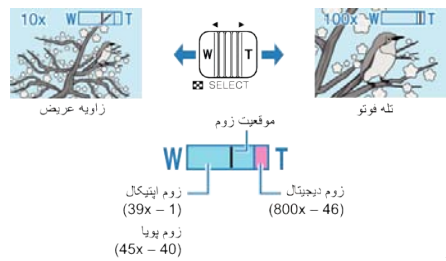 10x W T
100x W T
W T
SELECT
زاویه عریض
تله فوتو
موقعیت زوم
W T
زوم اپتیکال
(39x – 1)
زوم پویا
(45x – 40)
زوم دیجیتال
(800x – 46)